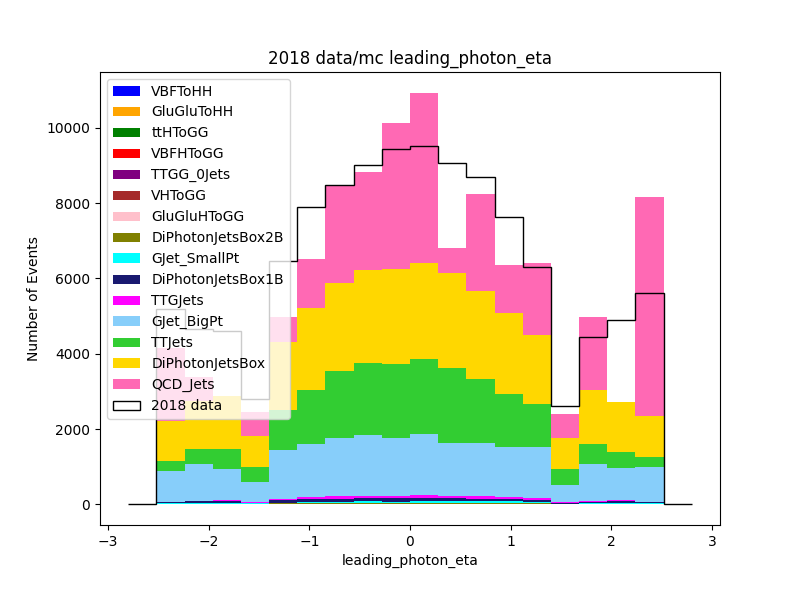 2018 data/mc leading_photon_eta
Number of Events
10000
8000
6000
4000
2000
0
VBFToHH
GluGluToHH
ttHToGG
VBFHToGG
TTGG_0Jets
VHToGG
GluGluHToGG
DiPhotonJetsBox2B
GJet_SmallPt
DiPhotonJetsBox1B
TTGJets
GJet_BigPt
TTJets
DiPhotonJetsBox
QCD_Jets
2018 data
−3 −2 −1 0 1 2 3
leading_photon_eta